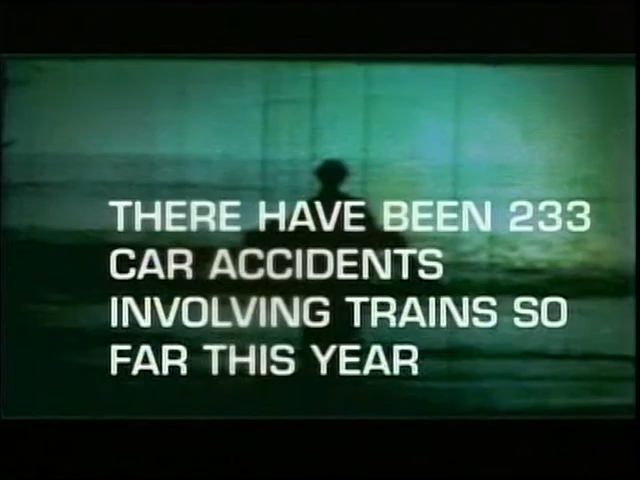 THERE HAVE BEEN 233
CAR ACCIDENTS
INVOLVING TRAINS SO
FAR THIS YEAR